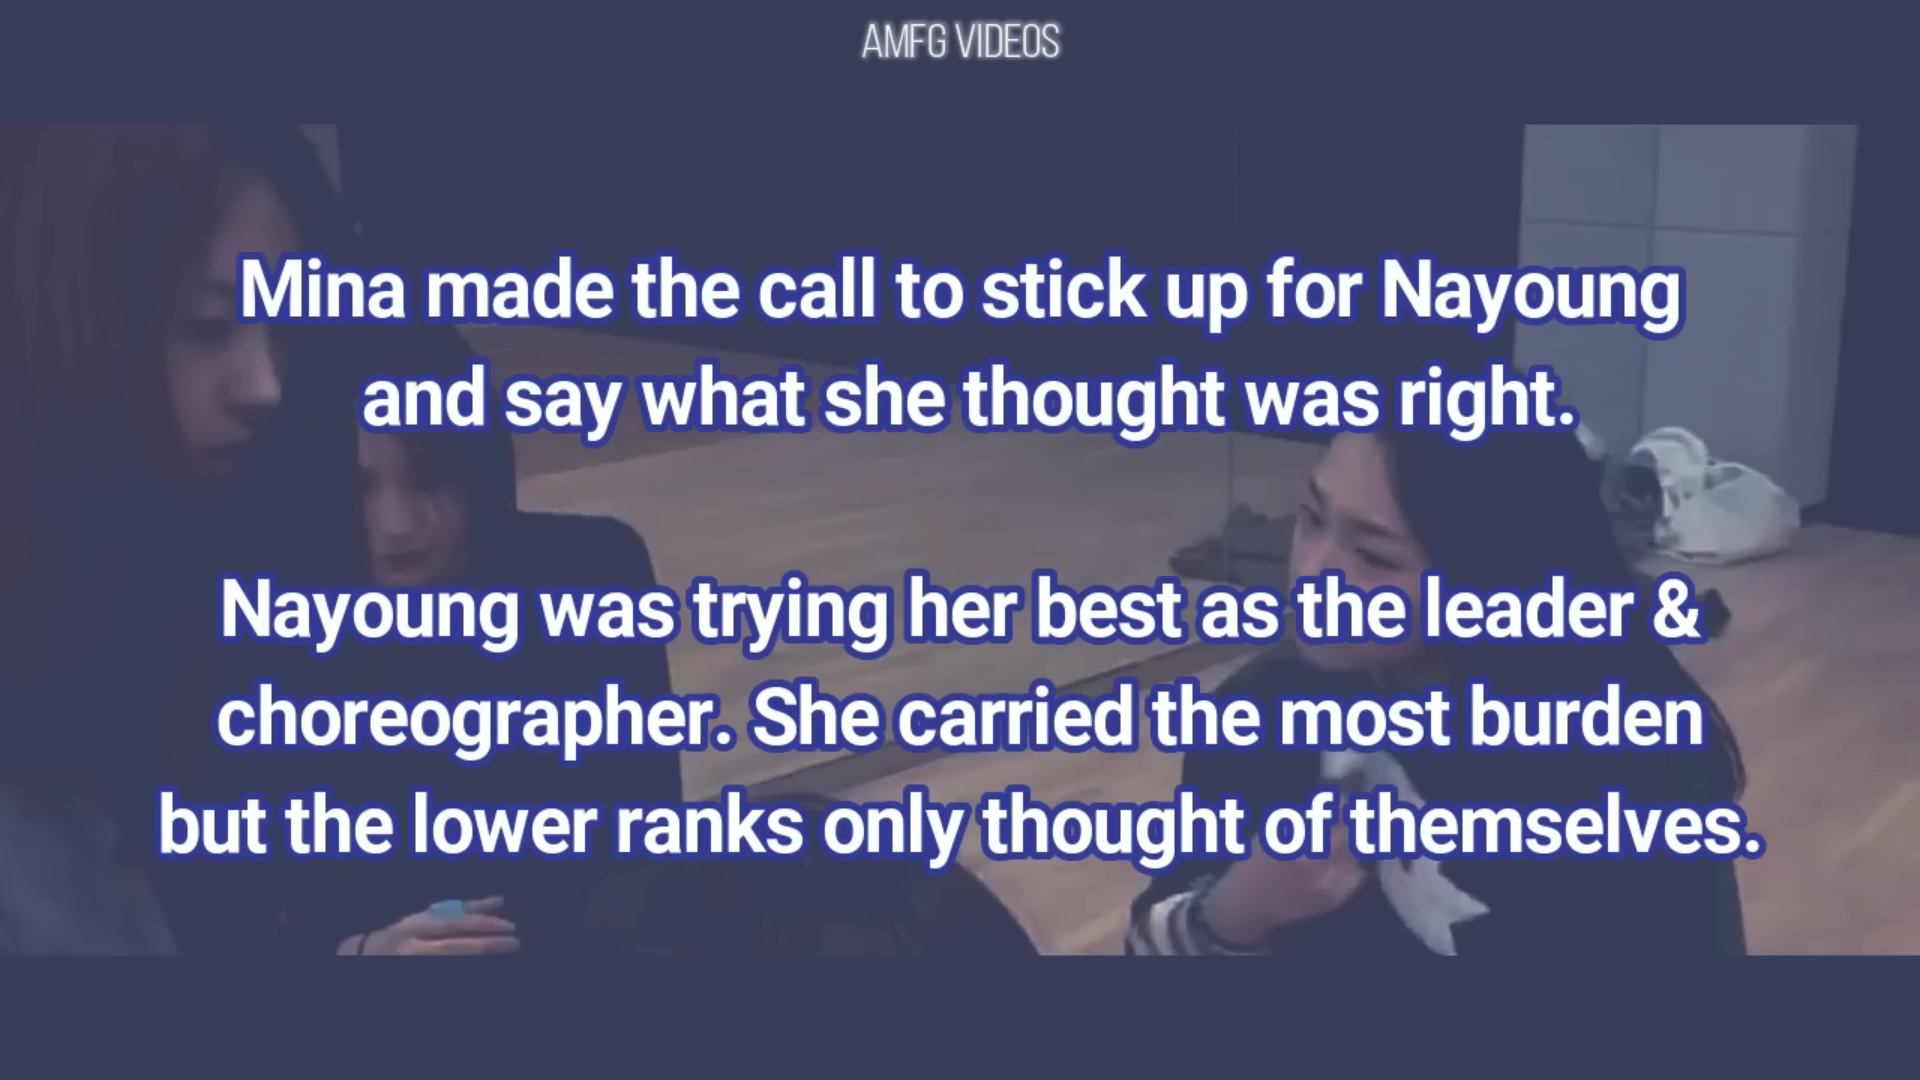 AMFG VIDEOS
Mina made the call to stick up for Nayoung
and say what she thought was right.
Nayoung was trying her best as the leader &
choreographer. She carried the most burden
but the lower ranks only thought of themselves.